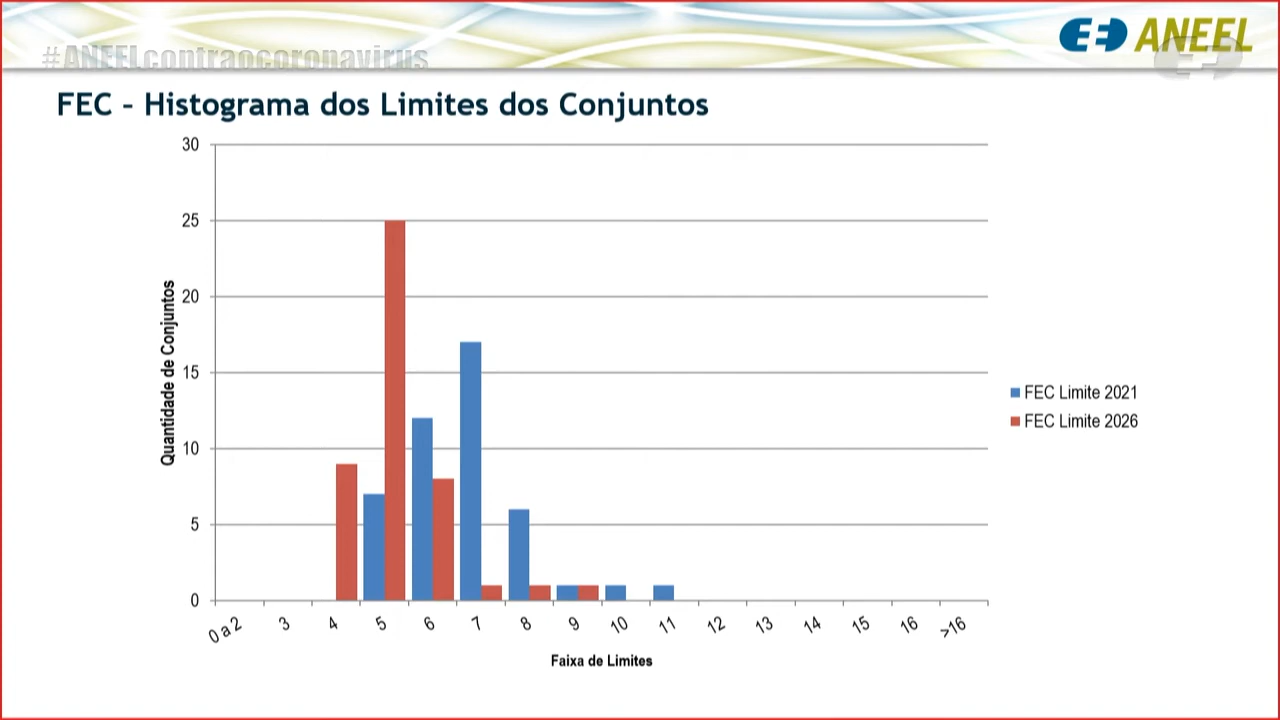 #ANEELcontraocoronavirus
ANEEL
FEC – Histograma dos Limites dos Conjuntos
30
25
20
15
10
5
0
Quantidade de Conjuntos
0 a 2 3 4 5 6 7 8 9 10 11 12 13 14 15 16 >16
Faixa de Limites
FEC Limite 2021
FEC Limite 2026